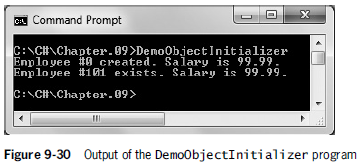 Command Prompt
C:\C#\Chapter.09>DemoObjectInitializer
Employee #0 created. Salary is 99.99.
Employee #101 exists. Salary is 99.99.
C:\C#\Chapter.09>
Figure 9-30 Output of the DemoObjectInitializer program